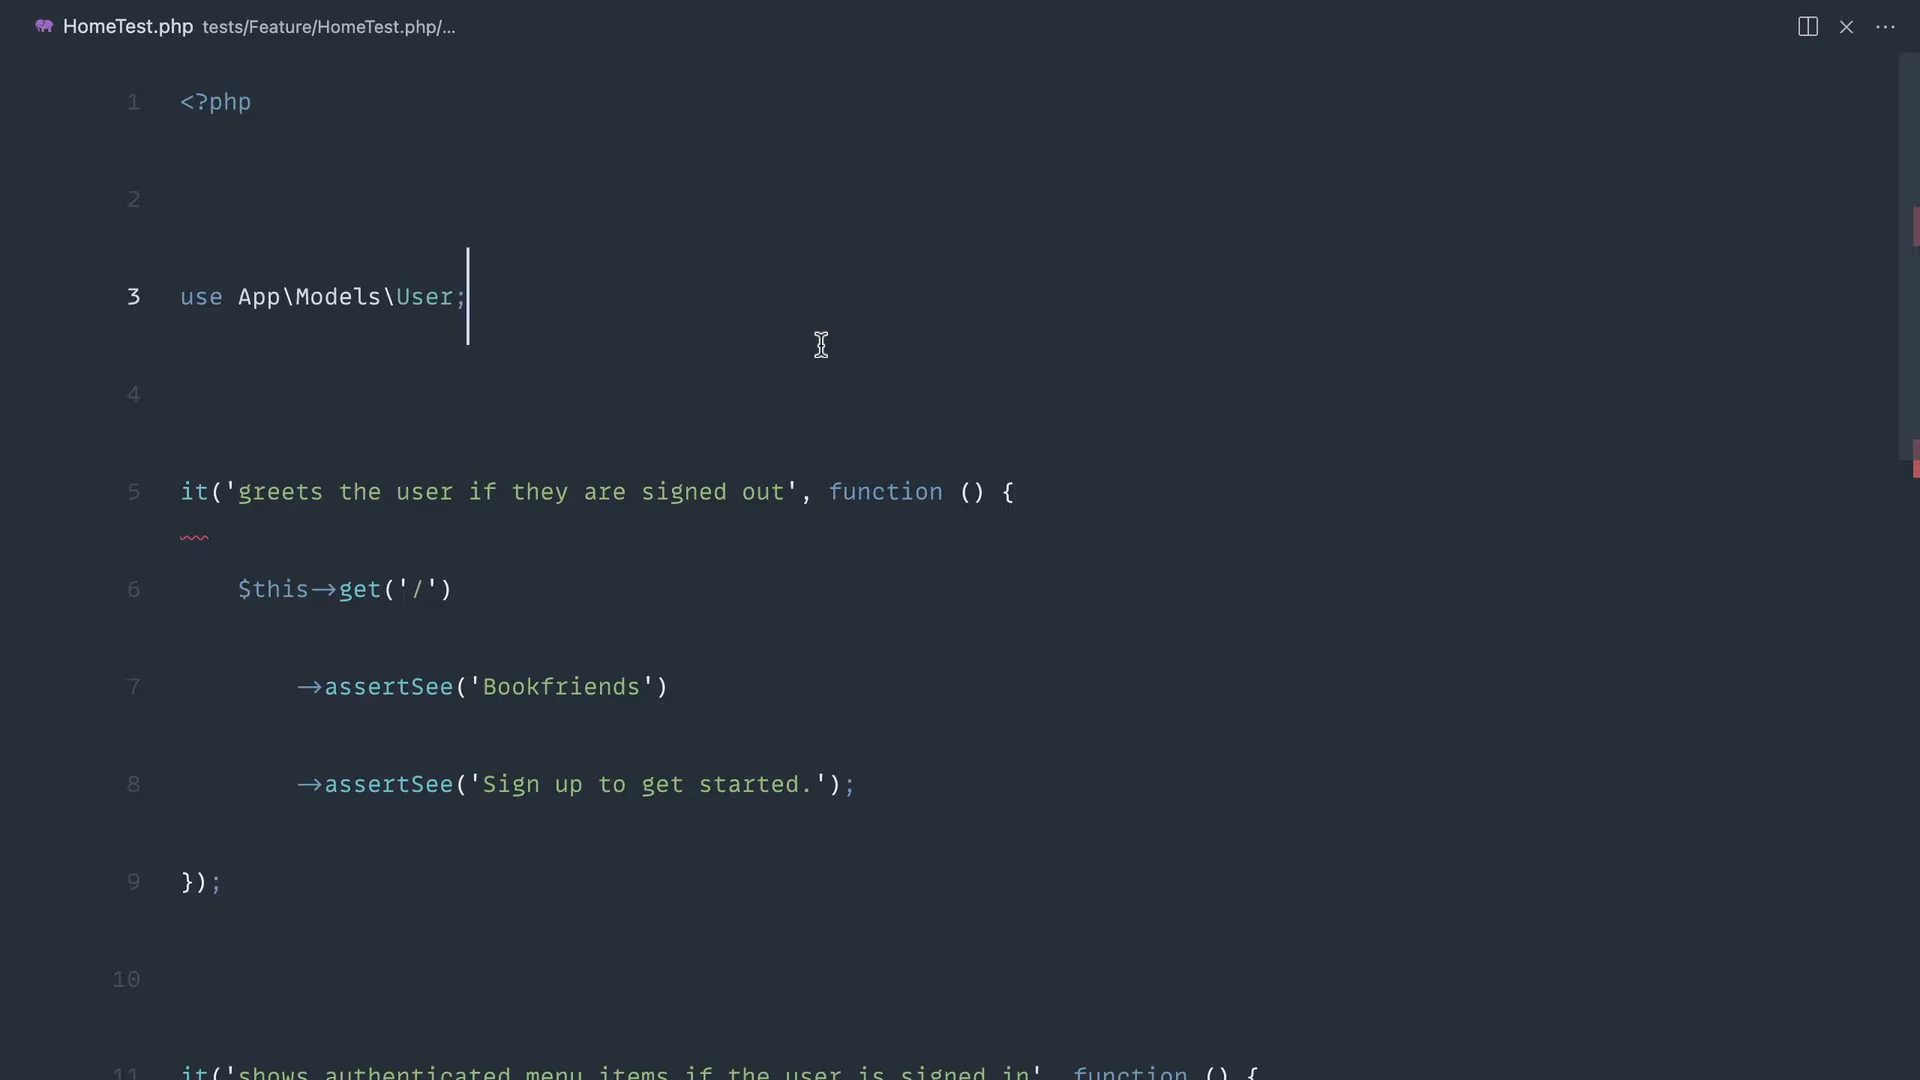 HomeTest.php tests/Feature/HomeTest.php/...
1 <?php
2
3 use App\Models\User;
4
5 it('greets the user if they are signed out', function () {
6 $this->get('/')
7 ->assertSee('Bookfriends')
8 ->assertSee('Sign up to get started.');
9 });
10
11 it('shows authenticated menu items if the user is signed in', function () {